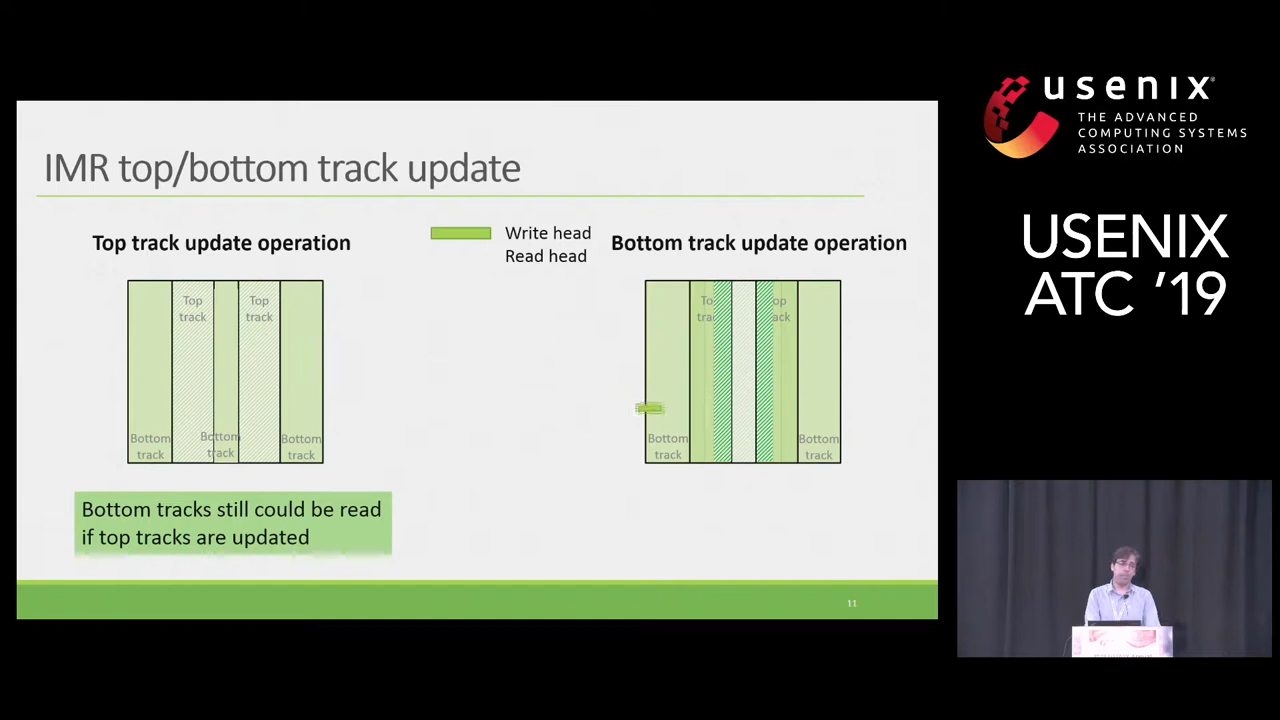 IMR top/bottom track update
Top track update operation
Write head
Read head
Bottom track update operation
Top
track
Top
track
Bottom
track
Bottom
track
Bottom
track
Bottom
track
Bottom
track
Bottom tracks still could be read
if top tracks are updated
11
usenix
THE ADVANCED
COMPUTING SYSTEMS
ASSOCIATION
USENIX
ATC '19